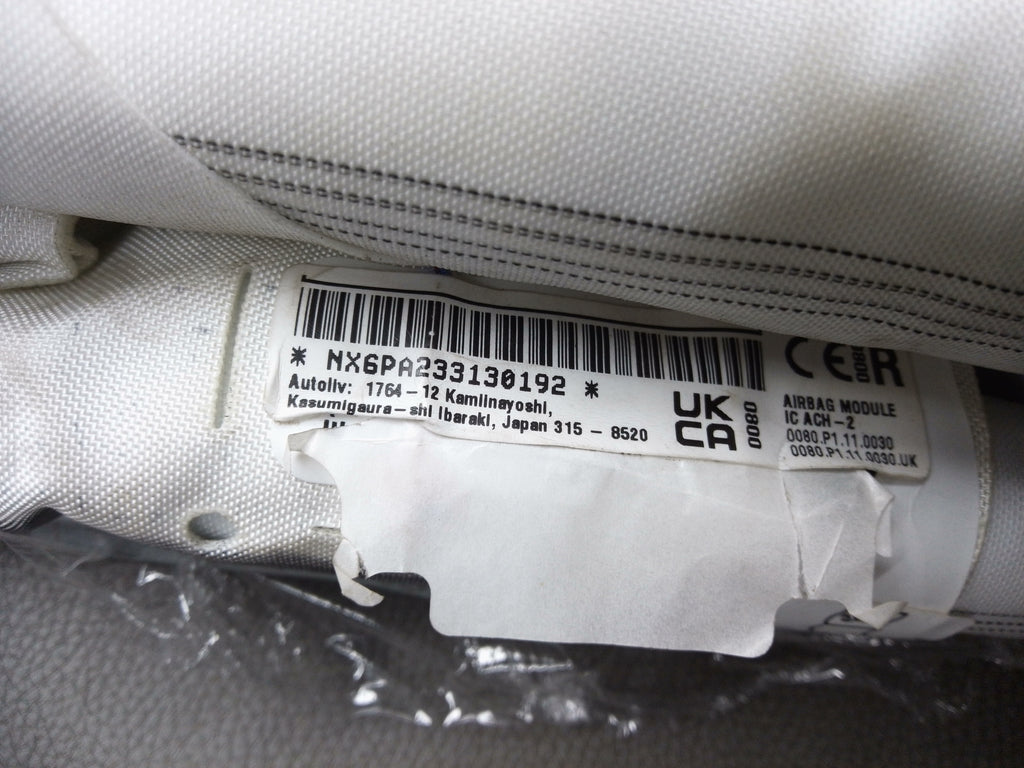 * NX6PA233130192 *
Autoliv: 1764-12 Kamiinayoshi,
Kasumigaura-shi Ibaraki, Japan 315 - 8520
UK
CA
0080
CE
0080
R
AIRBAG MODULE
IC ACH-2
0080.P1.11.0030
0080.P1.11.0030.UK